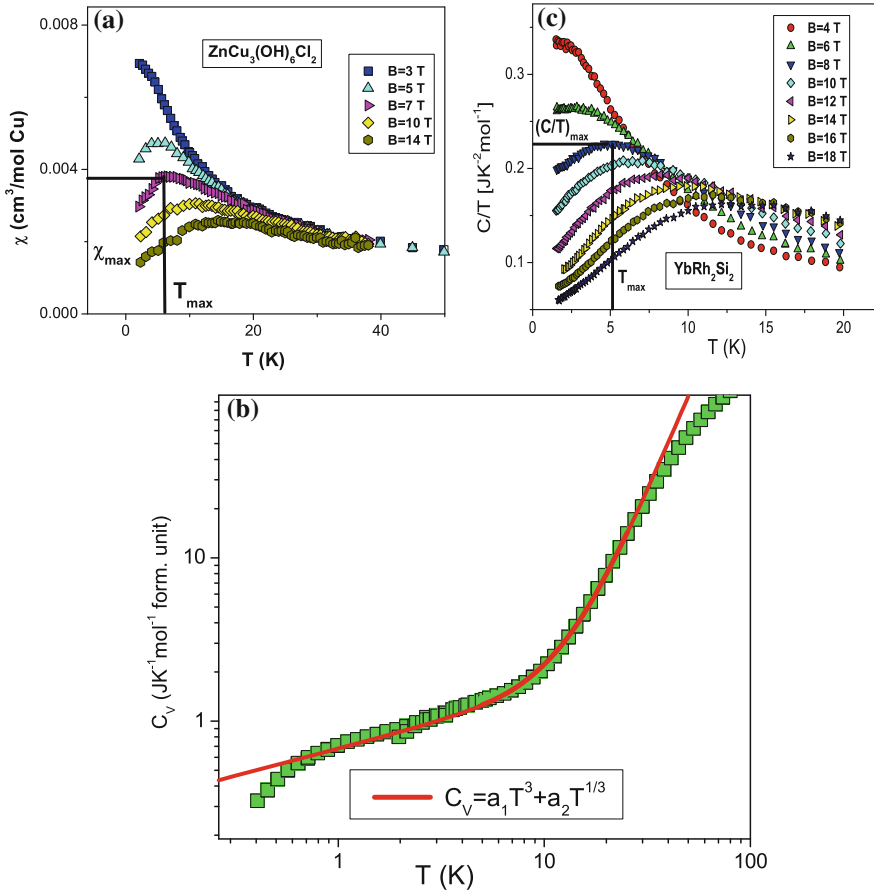 (a)
ZnCu₃(OH)₆Cl₂
B=3 T
B=5 T
B=7 T
B=10 T
B=14 T
0.008
0.004
0.000
χ (cm³/mol Cu)
χmax
Tmax
0
20
40
T (K)
(c)
B=4 T
B=6 T
B=8 T
B=10 T
B=12 T
B=14 T
B=16 T
B=18 T
0.3
0.2
0.1
C/T [JK⁻²mol⁻¹]
(C/T)max
Tmax
YbRh₂Si₂
0
5
10
15
20
T (K)
(b)
10
1
Cᵥ (JK⁻¹mol⁻¹ form. unit)
Cᵥ=a₁T³+a₂T¹/³
1
10
100
T (K)